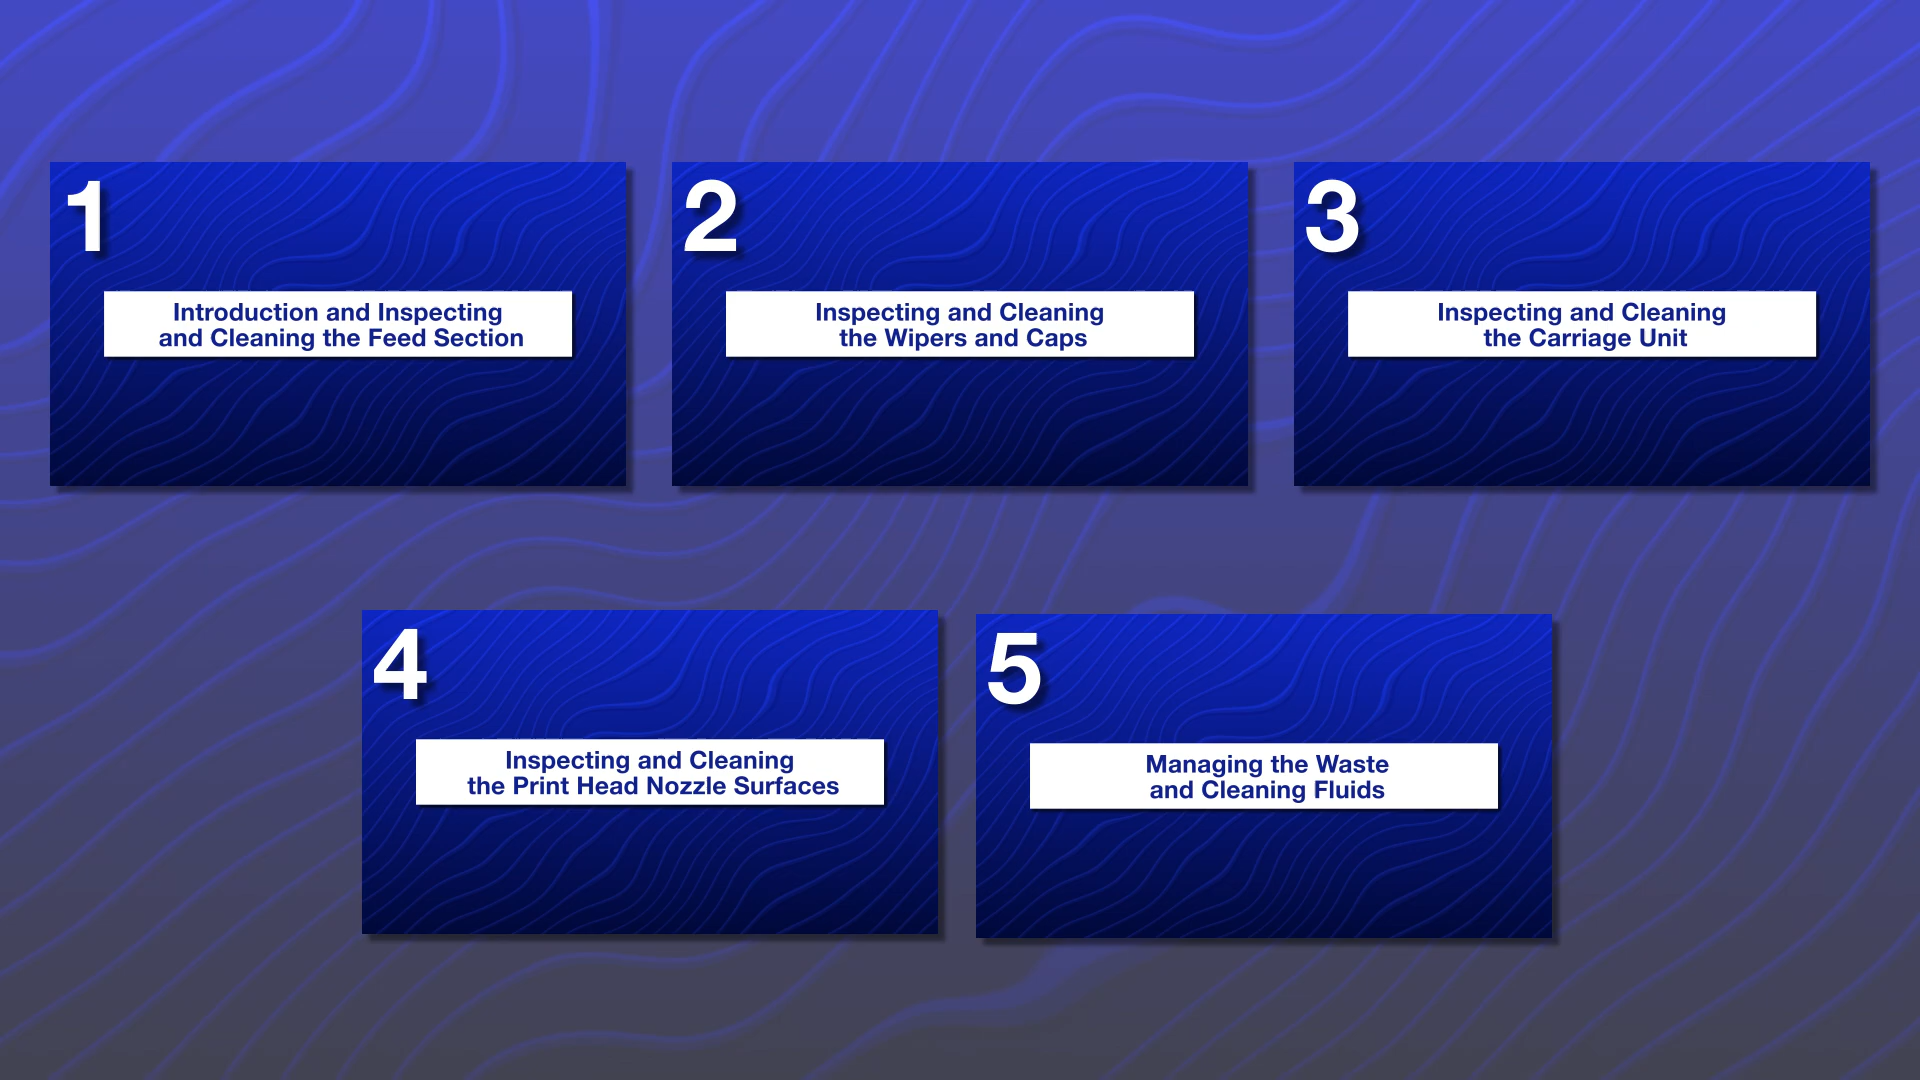 1
Introduction and Inspecting
and Cleaning the Feed Section
2
Inspecting and Cleaning
the Wipers and Caps
3
Inspecting and Cleaning
the Carriage Unit
4
Inspecting and Cleaning
the Print Head Nozzle Surfaces
5
Managing the Waste
and Cleaning Fluids